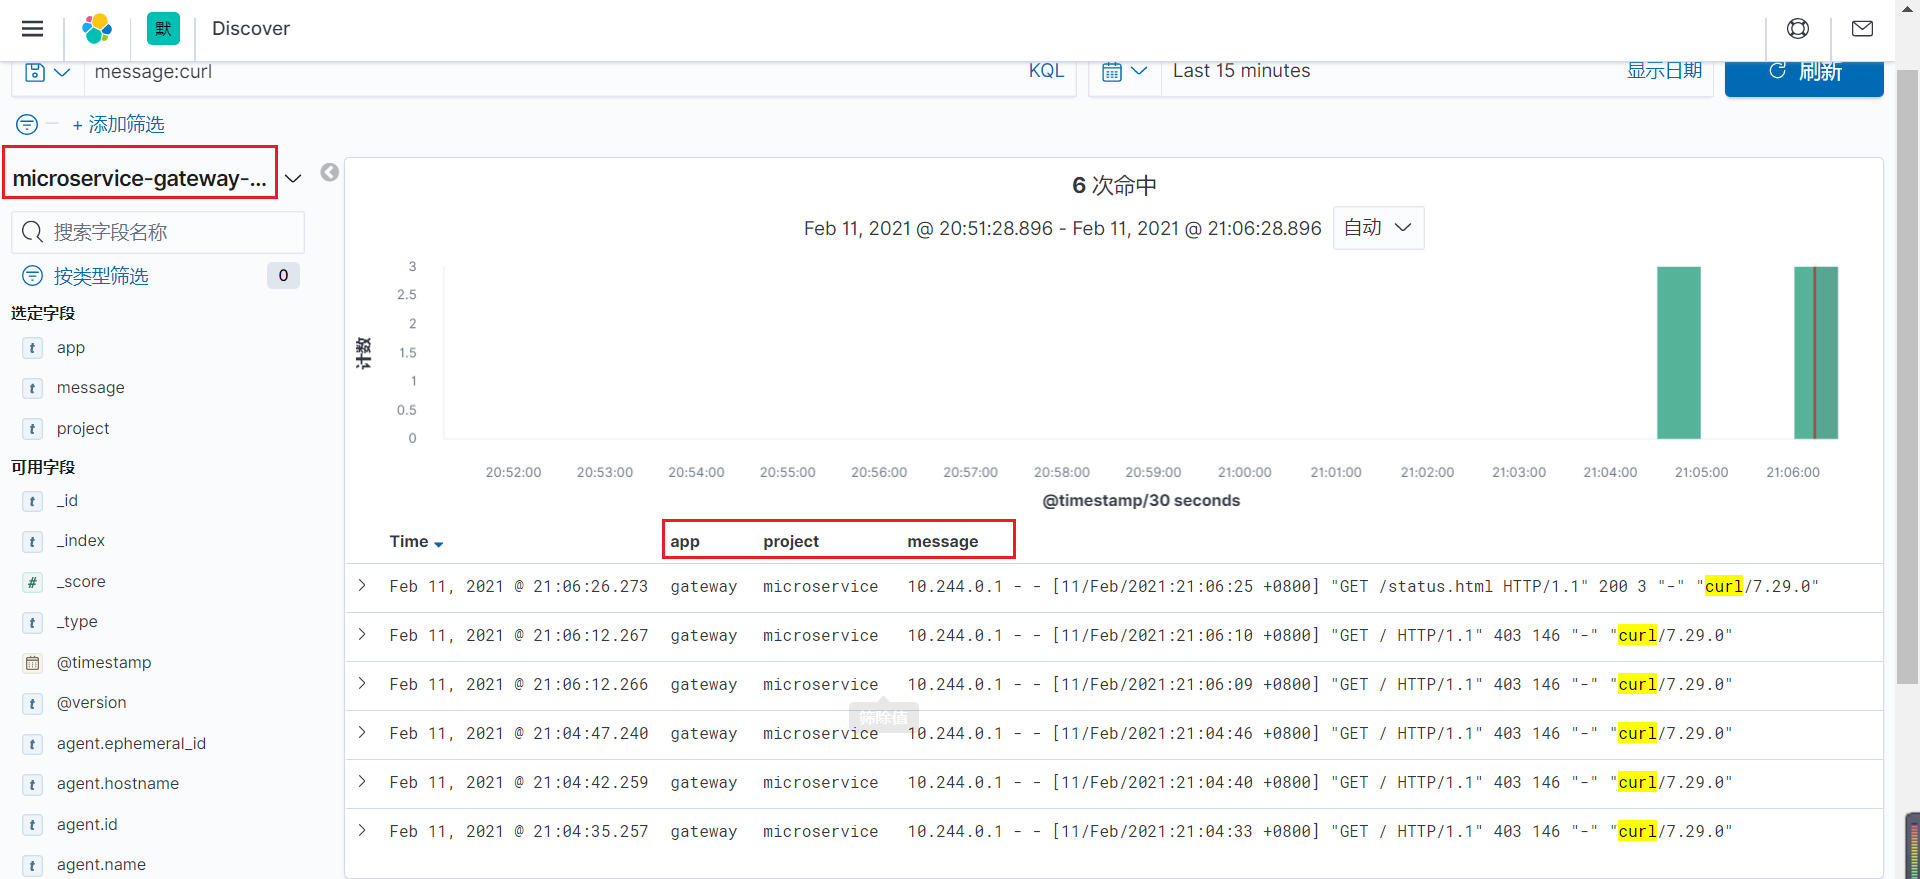 默 Discover
message:curl KQL Last 15 minutes 显示日期 刷新
+ 添加筛选
microservice-gateway-...
搜索字段名称
按类型筛选 0
选定字段
t app
t message
t project
可用字段
t _id
t _index
# _score
t _type
@timestamp
t @version
t agent.ephemeral_id
t agent.hostname
t agent.id
t agent.name
6 次命中
Feb 11, 2021 @ 20:51:28.896 - Feb 11, 2021 @ 21:06:28.896 自动
计数
3
2.5
2
1.5
1
0.5
0
20:52:00 20:53:00 20:54:00 20:55:00 20:56:00 20:57:00 20:58:00 20:59:00 21:00:00 21:01:00 21:02:00 21:03:00 21:04:00 21:05:00 21:06:00
@timestamp/30 seconds
Time app project message
Feb 11, 2021 @ 21:06:26.273 gateway microservice 10.244.0.1 - - [11/Feb/2021:21:06:25 +0800] "GET /status.html HTTP/1.1" 200 3 "-" "curl/7.29.0"
Feb 11, 2021 @ 21:06:12.267 gateway microservice 10.244.0.1 - - [11/Feb/2021:21:06:10 +0800] "GET / HTTP/1.1" 403 146 "-" "curl/7.29.0"
Feb 11, 2021 @ 21:06:12.266 gateway microservice 10.244.0.1 - - [11/Feb/2021:21:06:09 +0800] "GET / HTTP/1.1" 403 146 "-" "curl/7.29.0"
筛除值
Feb 11, 2021 @ 21:04:47.240 gateway microservice 10.244.0.1 - - [11/Feb/2021:21:04:46 +0800] "GET / HTTP/1.1" 403 146 "-" "curl/7.29.0"
Feb 11, 2021 @ 21:04:42.259 gateway microservice 10.244.0.1 - - [11/Feb/2021:21:04:40 +0800] "GET / HTTP/1.1" 403 146 "-" "curl/7.29.0"
Feb 11, 2021 @ 21:04:35.257 gateway microservice 10.244.0.1 - - [11/Feb/2021:21:04:33 +0800] "GET / HTTP/1.1" 403 146 "-" "curl/7.29.0"